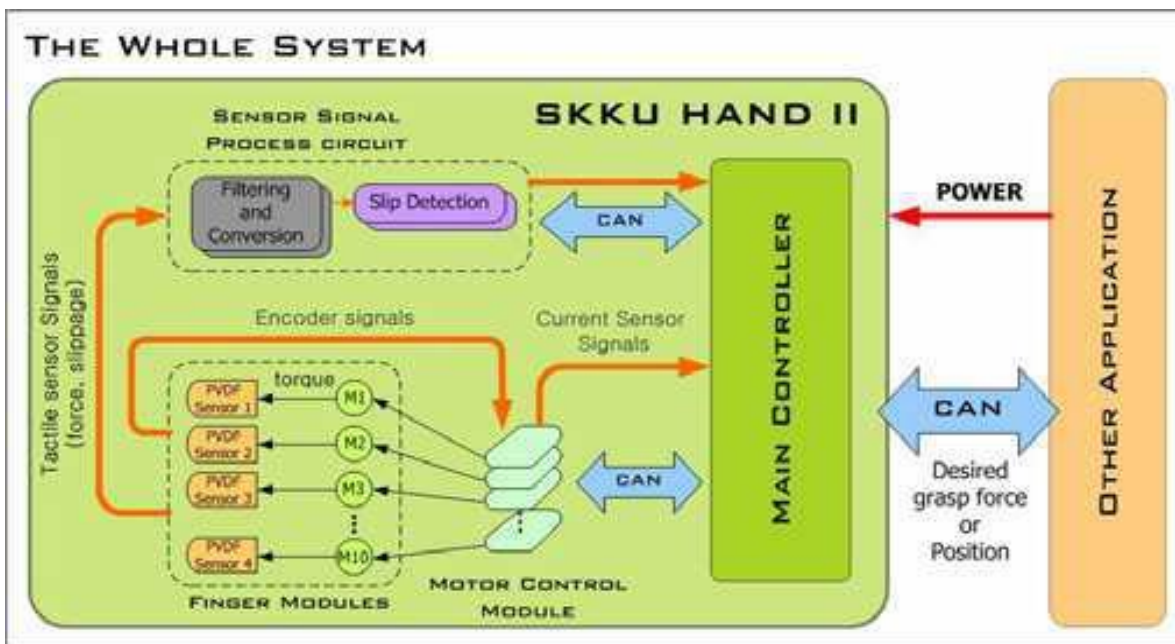 THE WHOLE SYSTEM
SKKU HAND II
SENSOR SIGNAL
PROCESS CIRCUIT
Filtering
and
Conversion
Slip Detection
CAN
POWER
Tactile sensor Signals
(force, slippage)
Encoder signals
Current Sensor
Signals
MAIN CONTROLLER
OTHER APPLICATION
torque
PVDF
Sensor 1
M1
PVDF
Sensor 2
M2
PVDF
Sensor 3
M3
PVDF
Sensor 4
M10
CAN
CAN
Desired
grasp force
or
Position
FINGER MODULES
MOTOR CONTROL
MODULE